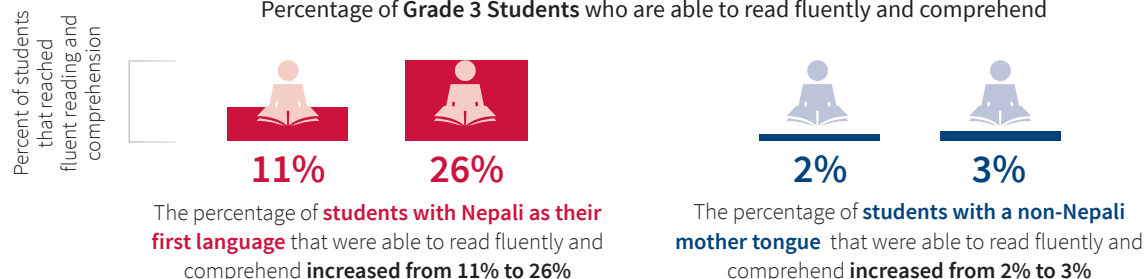 Percentage of Grade 3 Students who are able to read fluently and comprehend
Percent of students
that reached
fluent reading and
comprehension
11%
26%
2%
3%
The percentage of students with Nepali as their
first language that were able to read fluently and
comprehend increased from 11% to 26%
The percentage of students with a non-Nepali
mother tongue that were able to read fluently and
comprehend increased from 2% to 3%